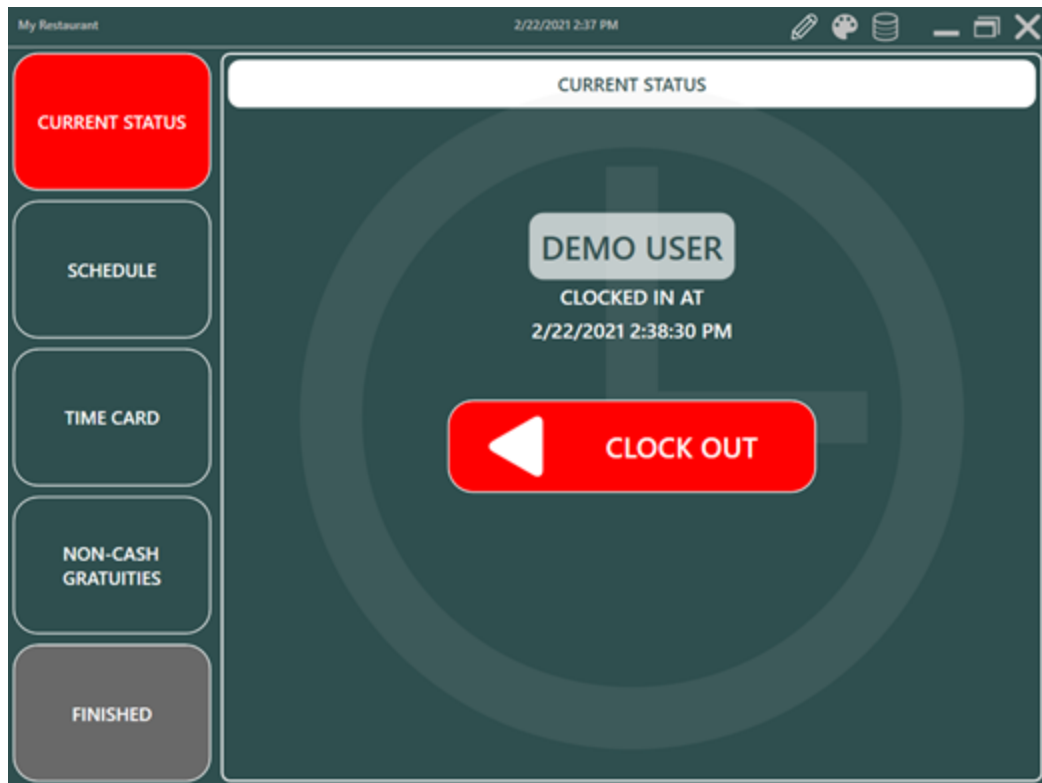 My Restaurant
2/22/2021 2:37 PM
CURRENT STATUS
SCHEDULE
TIME CARD
NON-CASH
GRATUITIES
FINISHED
CURRENT STATUS
DEMO USER
CLOCKED IN AT
2/22/2021 2:38:30 PM
CLOCK OUT